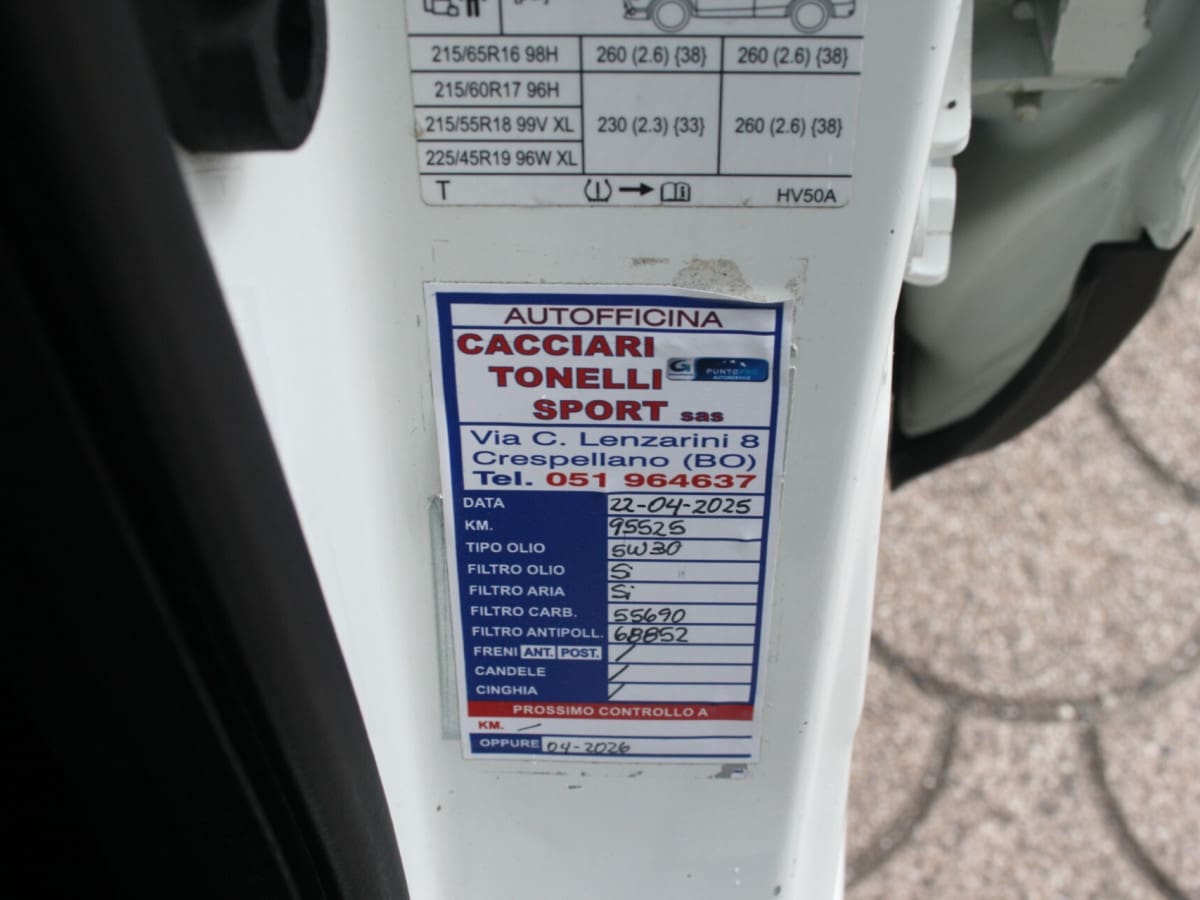 215/65R16 98H 260 (2.6) {38} 260 (2.6) {38}
215/60R17 96H
215/55R18 99V XL 230 (2.3) {33} 260 (2.6) {38}
225/45R19 96W XL
T HV50A
AUTOFFICINA
CACCIARI
TONELLI
PUNTOPRO
AUTOSERVICE
SPORT sas
Via C. Lenzarini 8
Crespellano (BO)
Tel. 051 964637
DATA 22-04-2025
KM. 95525
TIPO OLIO 5W30
FILTRO OLIO Si
FILTRO ARIA Si
FILTRO CARB. 55690
FILTRO ANTIPOLL. 68852
FRENI ANT. POST. /
CANDELE /
CINGHIA /
PROSSIMO CONTROLLO A
KM. /
OPPURE 04-2026